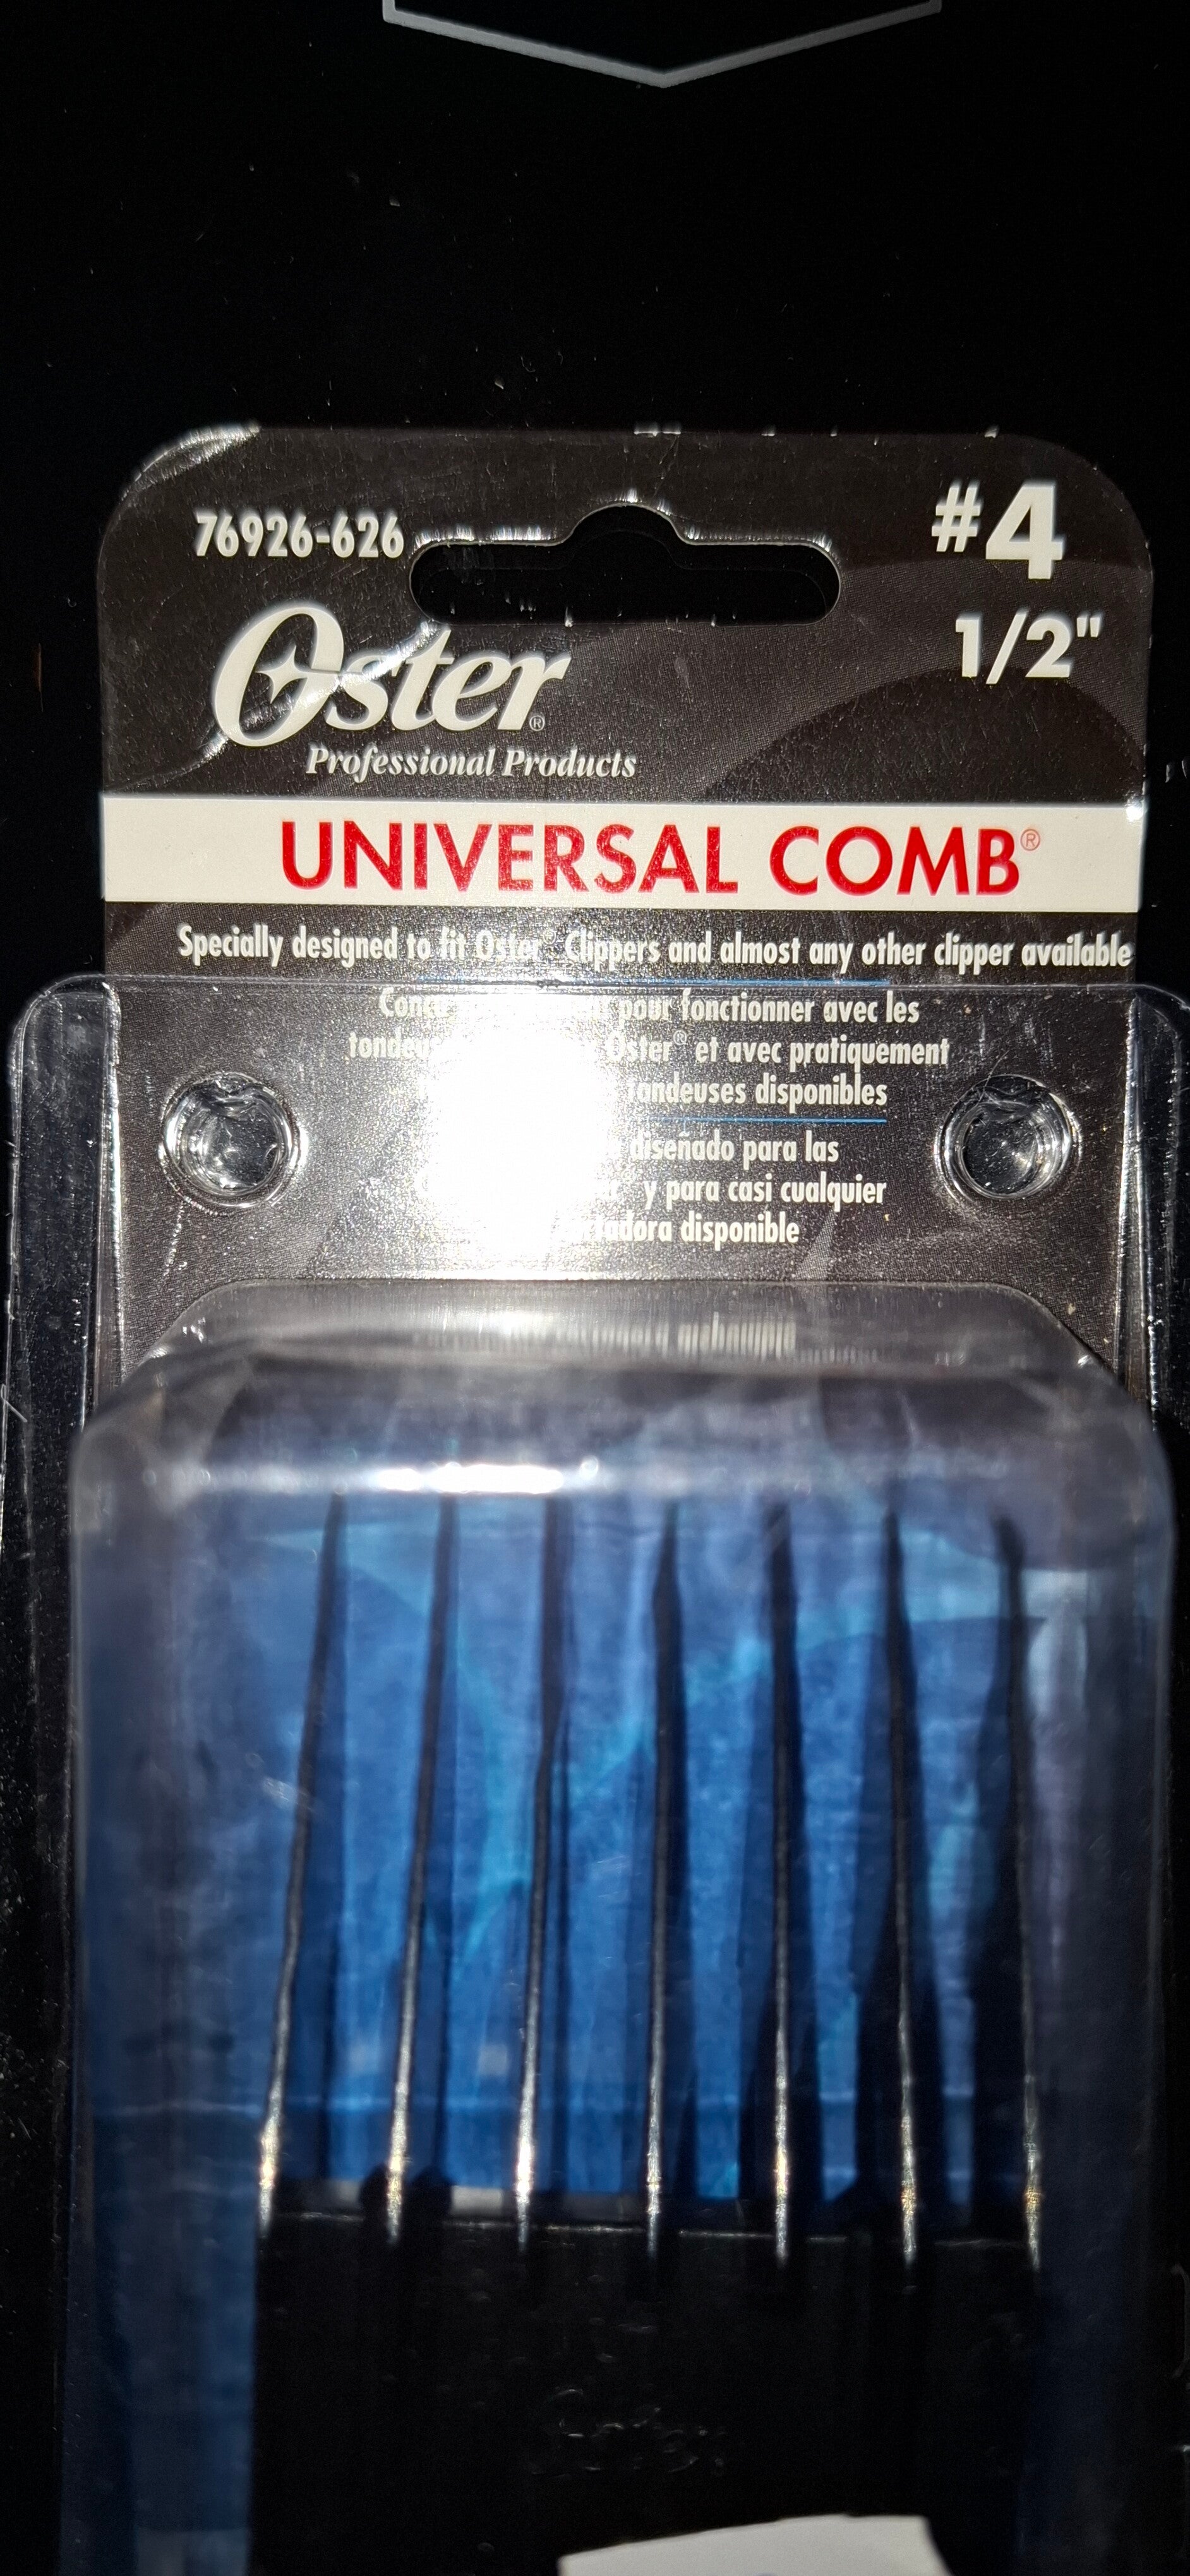 76926-626
#4
1/2"
Oster®
Professional Products
UNIVERSAL COMB®
Specially designed to fit Oster® Clippers and almost any other clipper available
pour fonctionner avec les
Oster® et avec pratiquement
disponibles
diseñado para las
y para casi cualquier
disponible